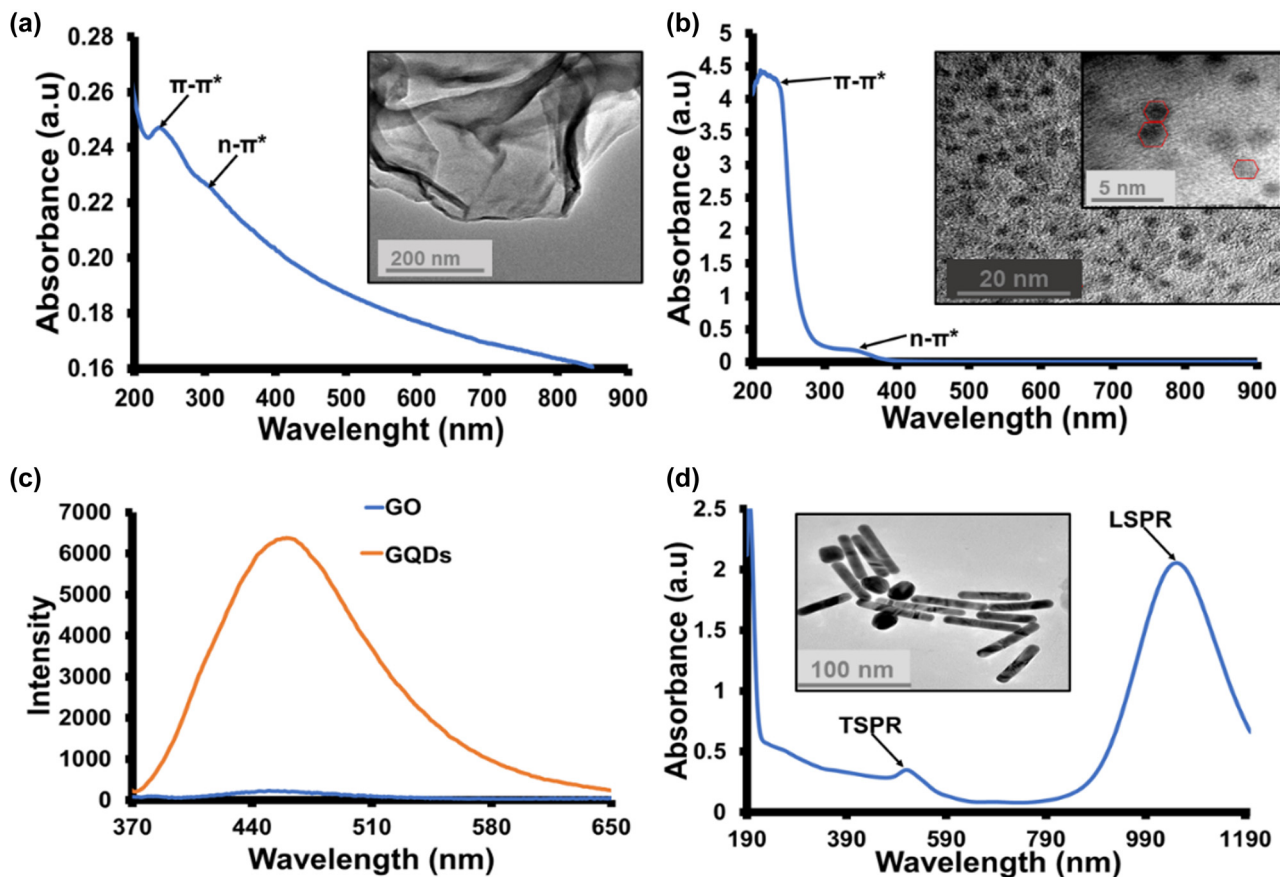 (a)
0.28
0.26
0.24
0.22
0.20
0.18
0.16
Absorbance (a.u)
π-π*
n-π*
200 nm
200 300 400 500 600 700 800 900
Wavelenght (nm)
(b)
5
4.5
4
3.5
3
2.5
2
1.5
1
0.5
0
Absorbance (a.u)
π-π*
n-π*
5 nm
20 nm
200 300 400 500 600 700 800 900
Wavelength (nm)
(c)
7000
6000
5000
4000
3000
2000
1000
0
Intensity
GO
GQDs
370 440 510 580 650
Wavelength (nm)
(d)
2.5
2
1.5
1
0.5
0
Absorbance (a.u)
LSPR
100 nm
TSPR
190 390 590 790 990 1190
Wavelength (nm)